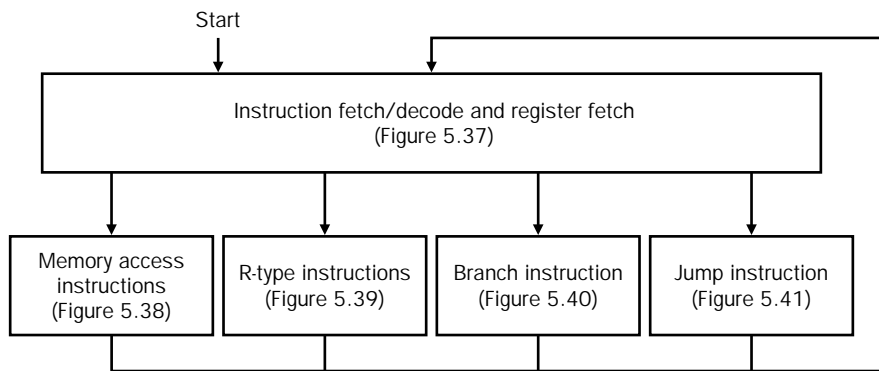 Start
Instruction fetch/decode and register fetch
(Figure 5.37)
Memory access
instructions
(Figure 5.38)
R-type instructions
(Figure 5.39)
Branch instruction
(Figure 5.40)
Jump instruction
(Figure 5.41)